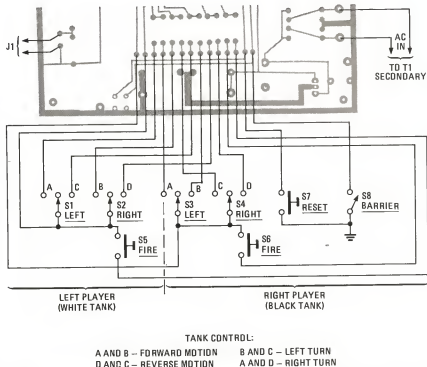 J1
AC
IN
TO T1
SECONDARY
A C B D A B C D
S1
LEFT
S2
RIGHT
S3
LEFT
S4
RIGHT
S7
RESET
S8
BARRIER
S5
FIRE
S6
FIRE
LEFT PLAYER
(WHITE TANK)
RIGHT PLAYER
(BLACK TANK)
TANK CONTROL:
A AND B – FORWARD MOTION B AND C – LEFT TURN
D AND C – REVERSE MOTION A AND D – RIGHT TURN